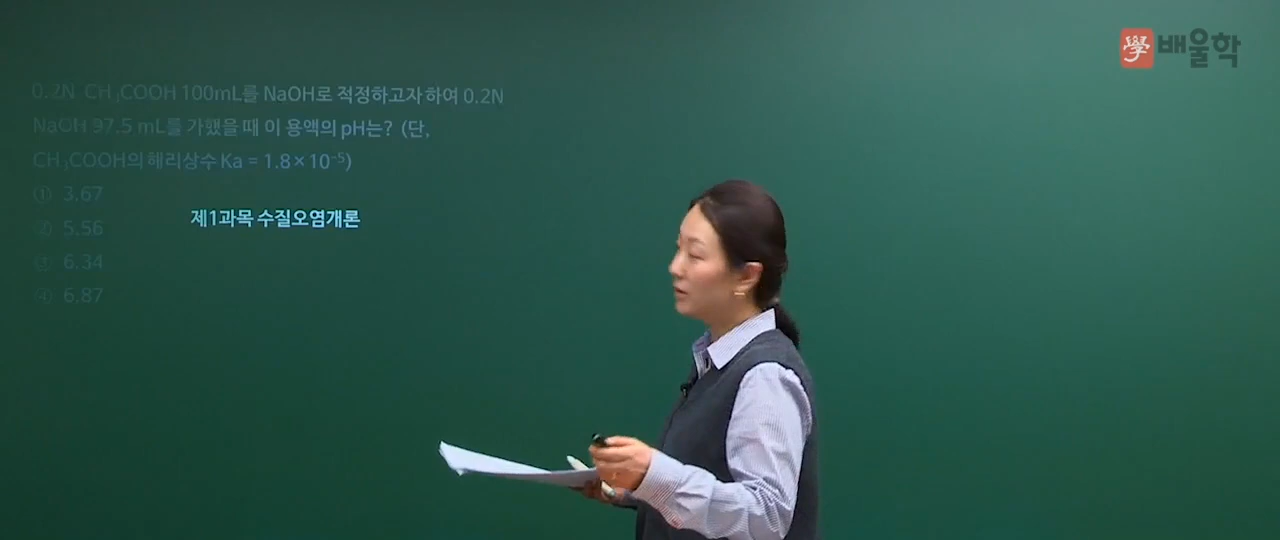 學 배울학
0.2N CH₃COOH 100mL를 NaOH로 적정하고자 하여 0.2N
NaOH 97.5 mL를 가했을 때 이 용액의 pH는? (단,
CH₃COOH의 해리상수 Ka = 1.8×10⁻⁵)
① 3.67
제1과목 수질오염개론
② 5.56
③ 6.34
④ 6.87